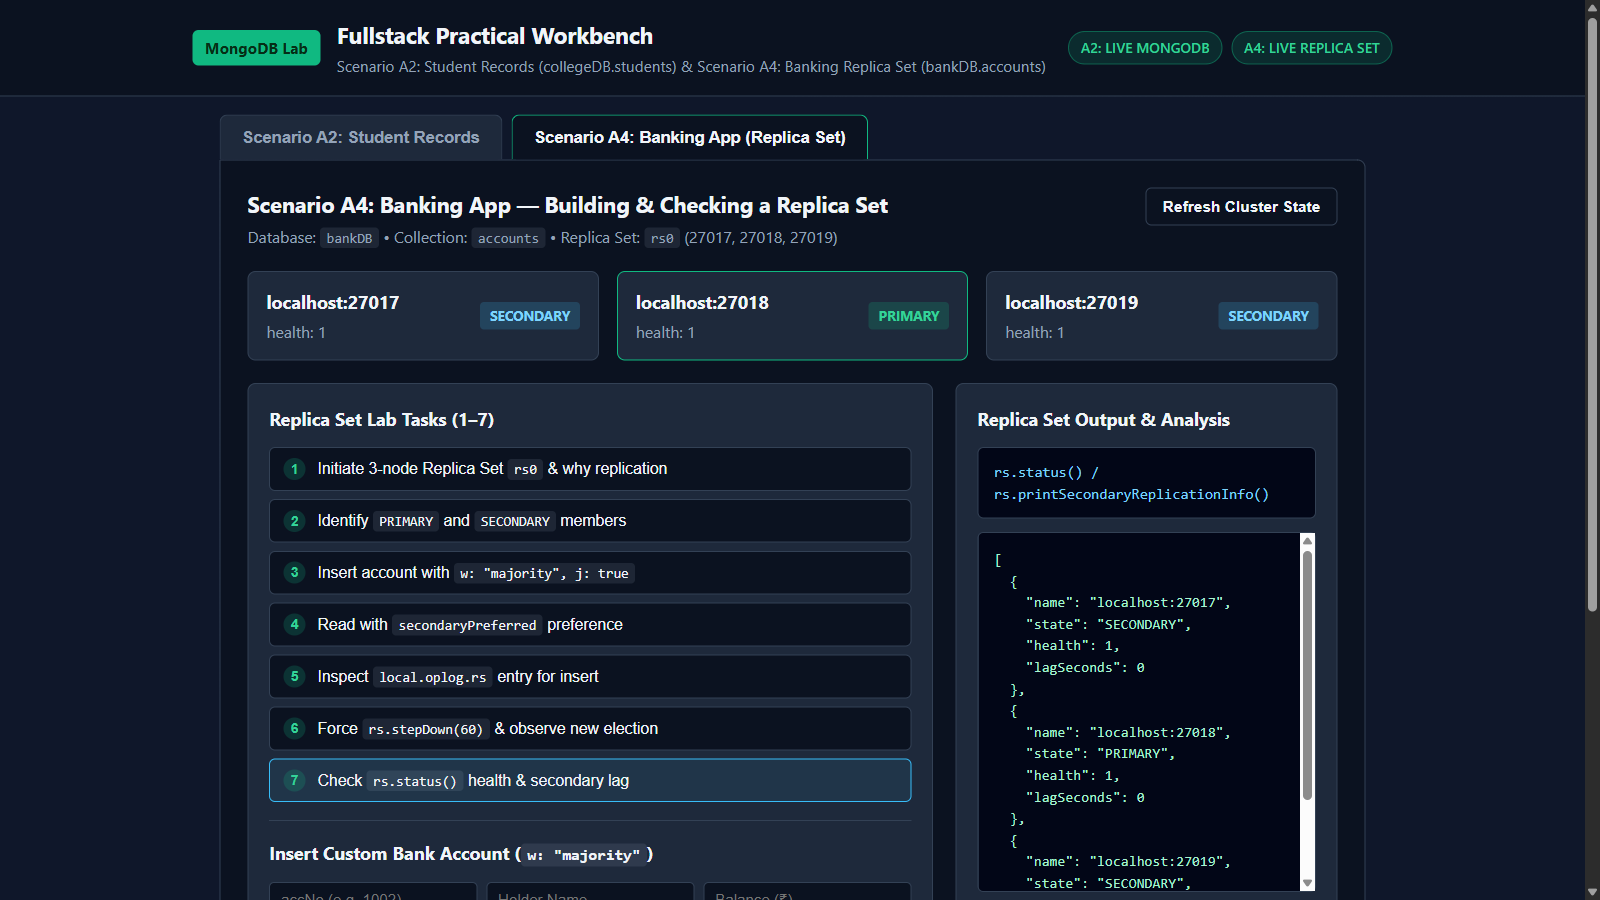 MongoDB Lab
Fullstack Practical Workbench
Scenario A2: Student Records (collegeDB.students) & Scenario A4: Banking Replica Set (bankDB.accounts)
A2: LIVE MONGODB
A4: LIVE REPLICA SET
Scenario A2: Student Records
Scenario A4: Banking App (Replica Set)
Scenario A4: Banking App — Building & Checking a Replica Set
Database: bankDB • Collection: accounts • Replica Set: rs0 (27017, 27018, 27019)
Refresh Cluster State
localhost:27017
health: 1
SECONDARY
localhost:27018
health: 1
PRIMARY
localhost:27019
health: 1
SECONDARY
Replica Set Lab Tasks (1–7)
1 Initiate 3-node Replica Set rs0 & why replication
2 Identify PRIMARY and SECONDARY members
3 Insert account with w: "majority", j: true
4 Read with secondaryPreferred preference
5 Inspect local.oplog.rs entry for insert
6 Force rs.stepDown(60) & observe new election
7 Check rs.status() health & secondary lag
Insert Custom Bank Account ( w: "majority" )
accNo (e.g. 1002)
Holder Name
Balance (₹)
Replica Set Output & Analysis
rs.status() /
rs.printSecondaryReplicationInfo()
[
{
"name": "localhost:27017",
"state": "SECONDARY",
"health": 1,
"lagSeconds": 0
},
{
"name": "localhost:27018",
"state": "PRIMARY",
"health": 1,
"lagSeconds": 0
},
{
"name": "localhost:27019",
"state": "SECONDARY",